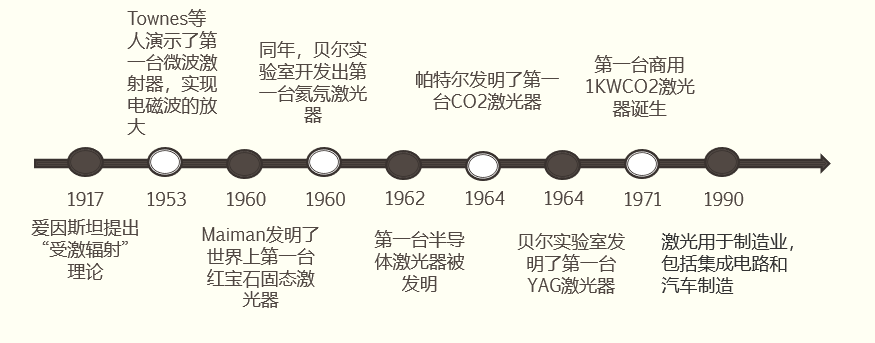 Townes等
人演示了第
一台微波激
射器，实现
电磁波的放
大
同年，贝尔实
验室开发出第
一台氦氖激光
器
帕特尔发明了第一
台CO2激光器
第一台商用
1KWCO2激光
器诞生
1917
1953
1960
1960
1962
1964
1964
1971
1990
爱因斯坦提出
“受激辐射”
理论
Maiman发明了
世界上第一台
红宝石固态激
光器
第一台半导
体激光器被
发明
贝尔实验室发
明了第一台
YAG激光器
激光用于制造业，
包括集成电路和
汽车制造